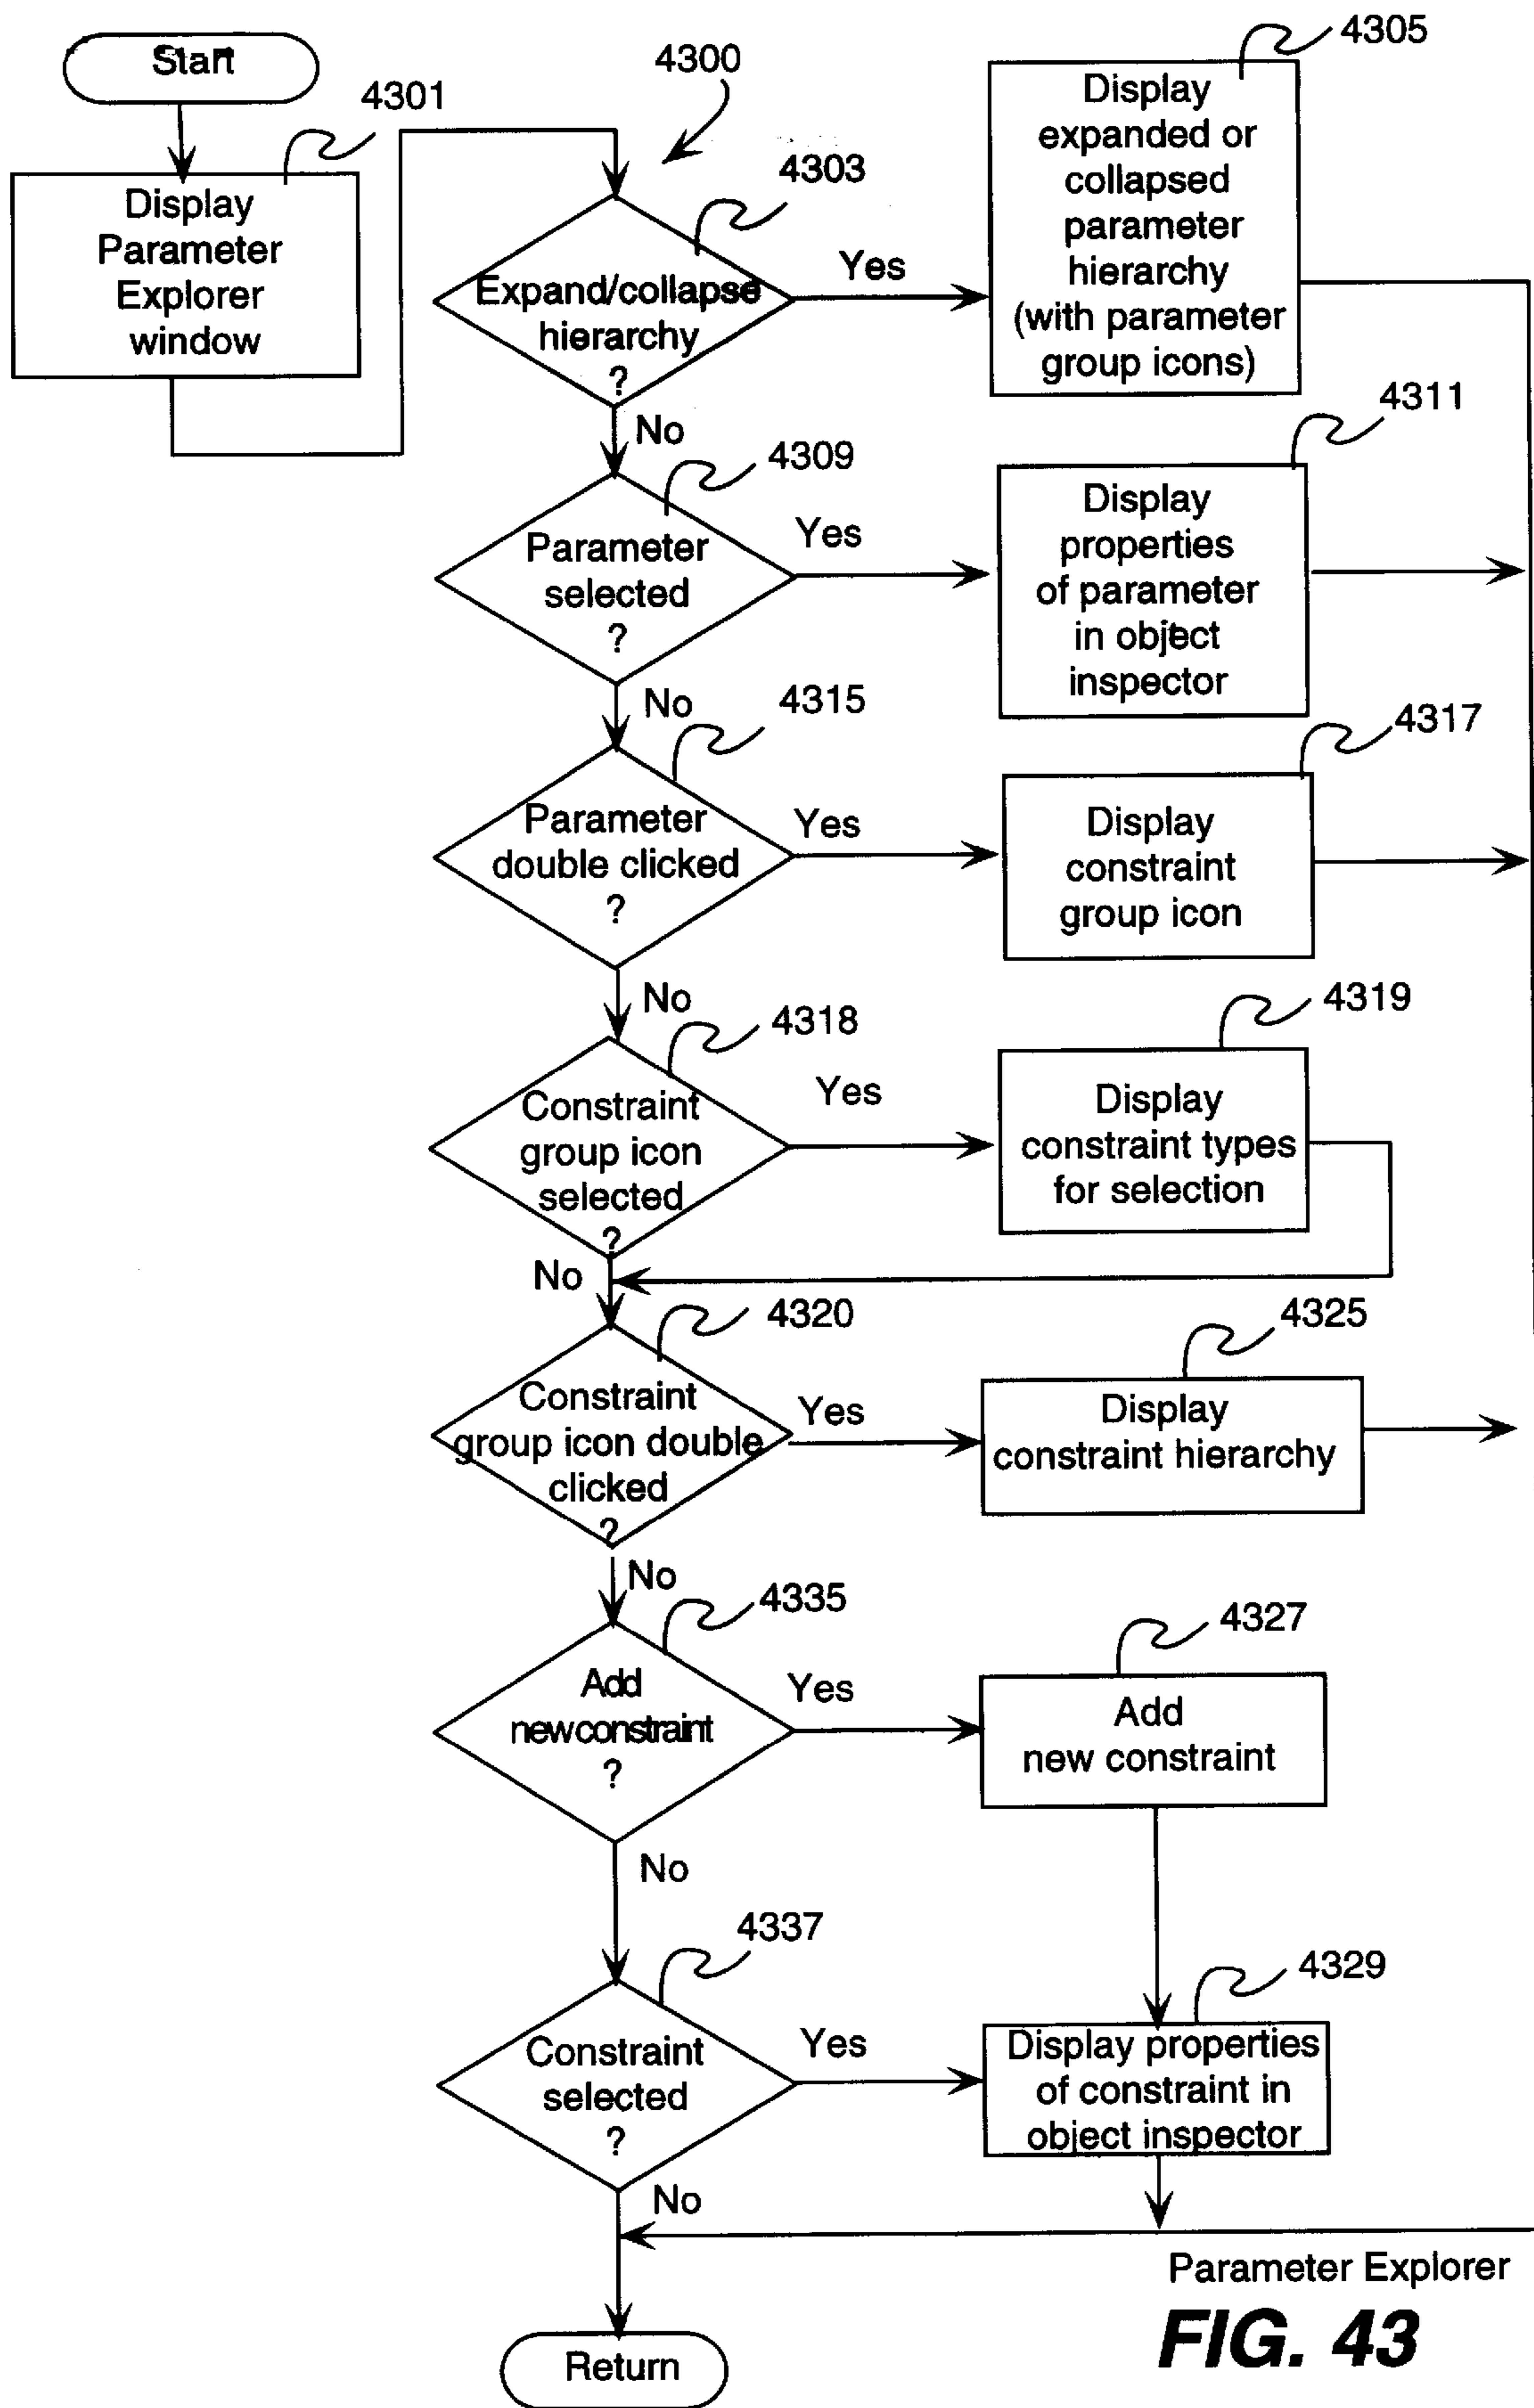 Start
4300
4305
4301
Display
Parameter
Explorer
window
4303
Expand/collapse
hierarchy
?
Yes
Display
expanded or
collapsed
parameter
hierarchy
(with parameter
group icons)
No
4309
Parameter
selected
?
Yes
4311
Display
properties
of parameter
in object
inspector
No
4315
Parameter
double clicked
?
Yes
4317
Display
constraint
group icon
No
4318
Constraint
group icon
selected
?
Yes
4319
Display
constraint types
for selection
No
4320
Constraint
group icon double
clicked
?
Yes
4325
Display
constraint hierarchy
No
4335
Add
new constraint
?
Yes
4327
Add
new constraint
No
4337
Constraint
selected
?
Yes
4329
Display properties
of constraint in
object inspector
No
Return
Parameter Explorer
FIG. 43